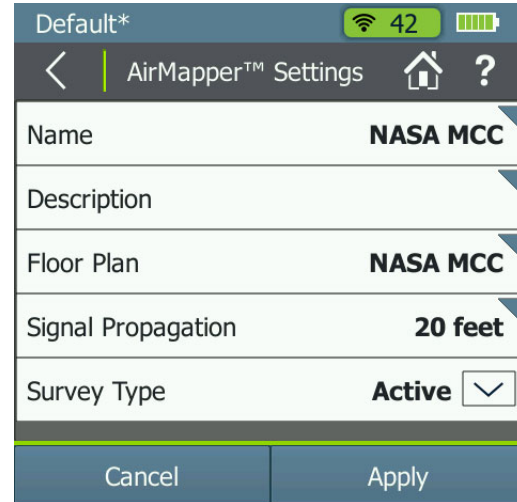 Default* 42
AirMapper™ Settings ?
Name NASA MCC
Description
Floor Plan NASA MCC
Signal Propagation 20 feet
Survey Type Active
Cancel Apply